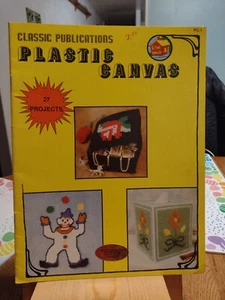 CLASSIC PUBLICATIONS
PLASTIC
CANVAS
27
PROJECTS